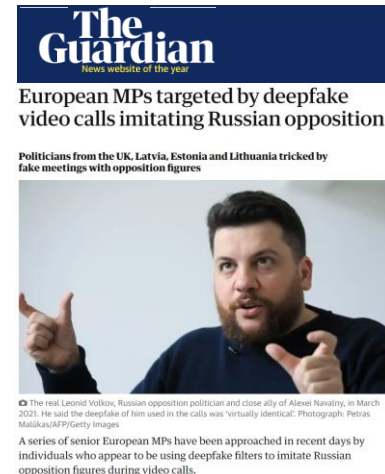 The
Guardian
News website of the year
European MPs targeted by deepfake
video calls imitating Russian opposition
Politicians from the UK, Latvia, Estonia and Lithuania tricked by
fake meetings with opposition figures
The real Leonid Volkov, Russian opposition politician and close ally of Alexei Navalny, in March
2021. He said the deepfake of him used in the calls was 'virtually identical'. Photograph: Petras
Malūkas/AFP/Getty Images
A series of senior European MPs have been approached in recent days by
individuals who appear to be using deepfake filters to imitate Russian
opposition figures during video calls.